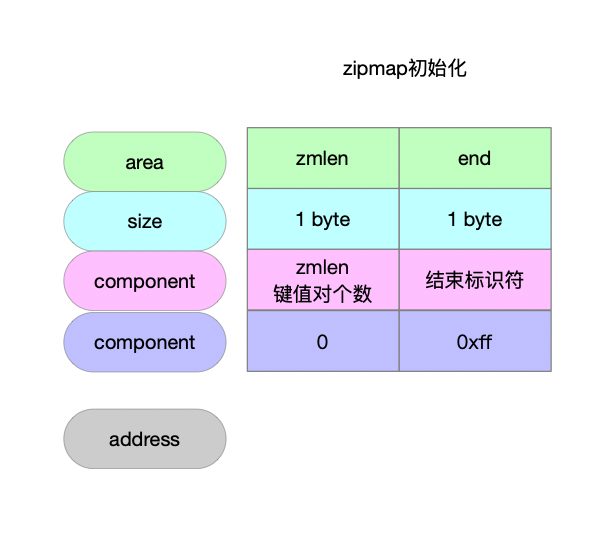 zipmap初始化
area zmlen end
size 1 byte 1 byte
component zmlen 键值对个数 结束标识符
component 0 0xff
address